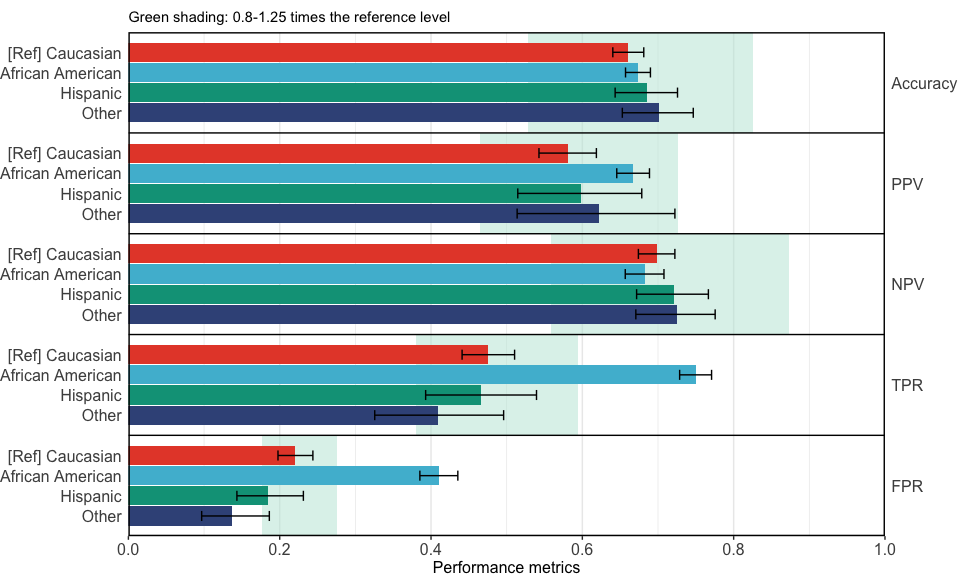 Green shading: 0.8-1.25 times the reference level
[Ref] Caucasian
African American
Hispanic
Other
Accuracy
[Ref] Caucasian
African American
Hispanic
Other
PPV
[Ref] Caucasian
African American
Hispanic
Other
NPV
[Ref] Caucasian
African American
Hispanic
Other
TPR
[Ref] Caucasian
African American
Hispanic
Other
FPR
0.0 0.2 0.4 0.6 0.8 1.0
Performance metrics